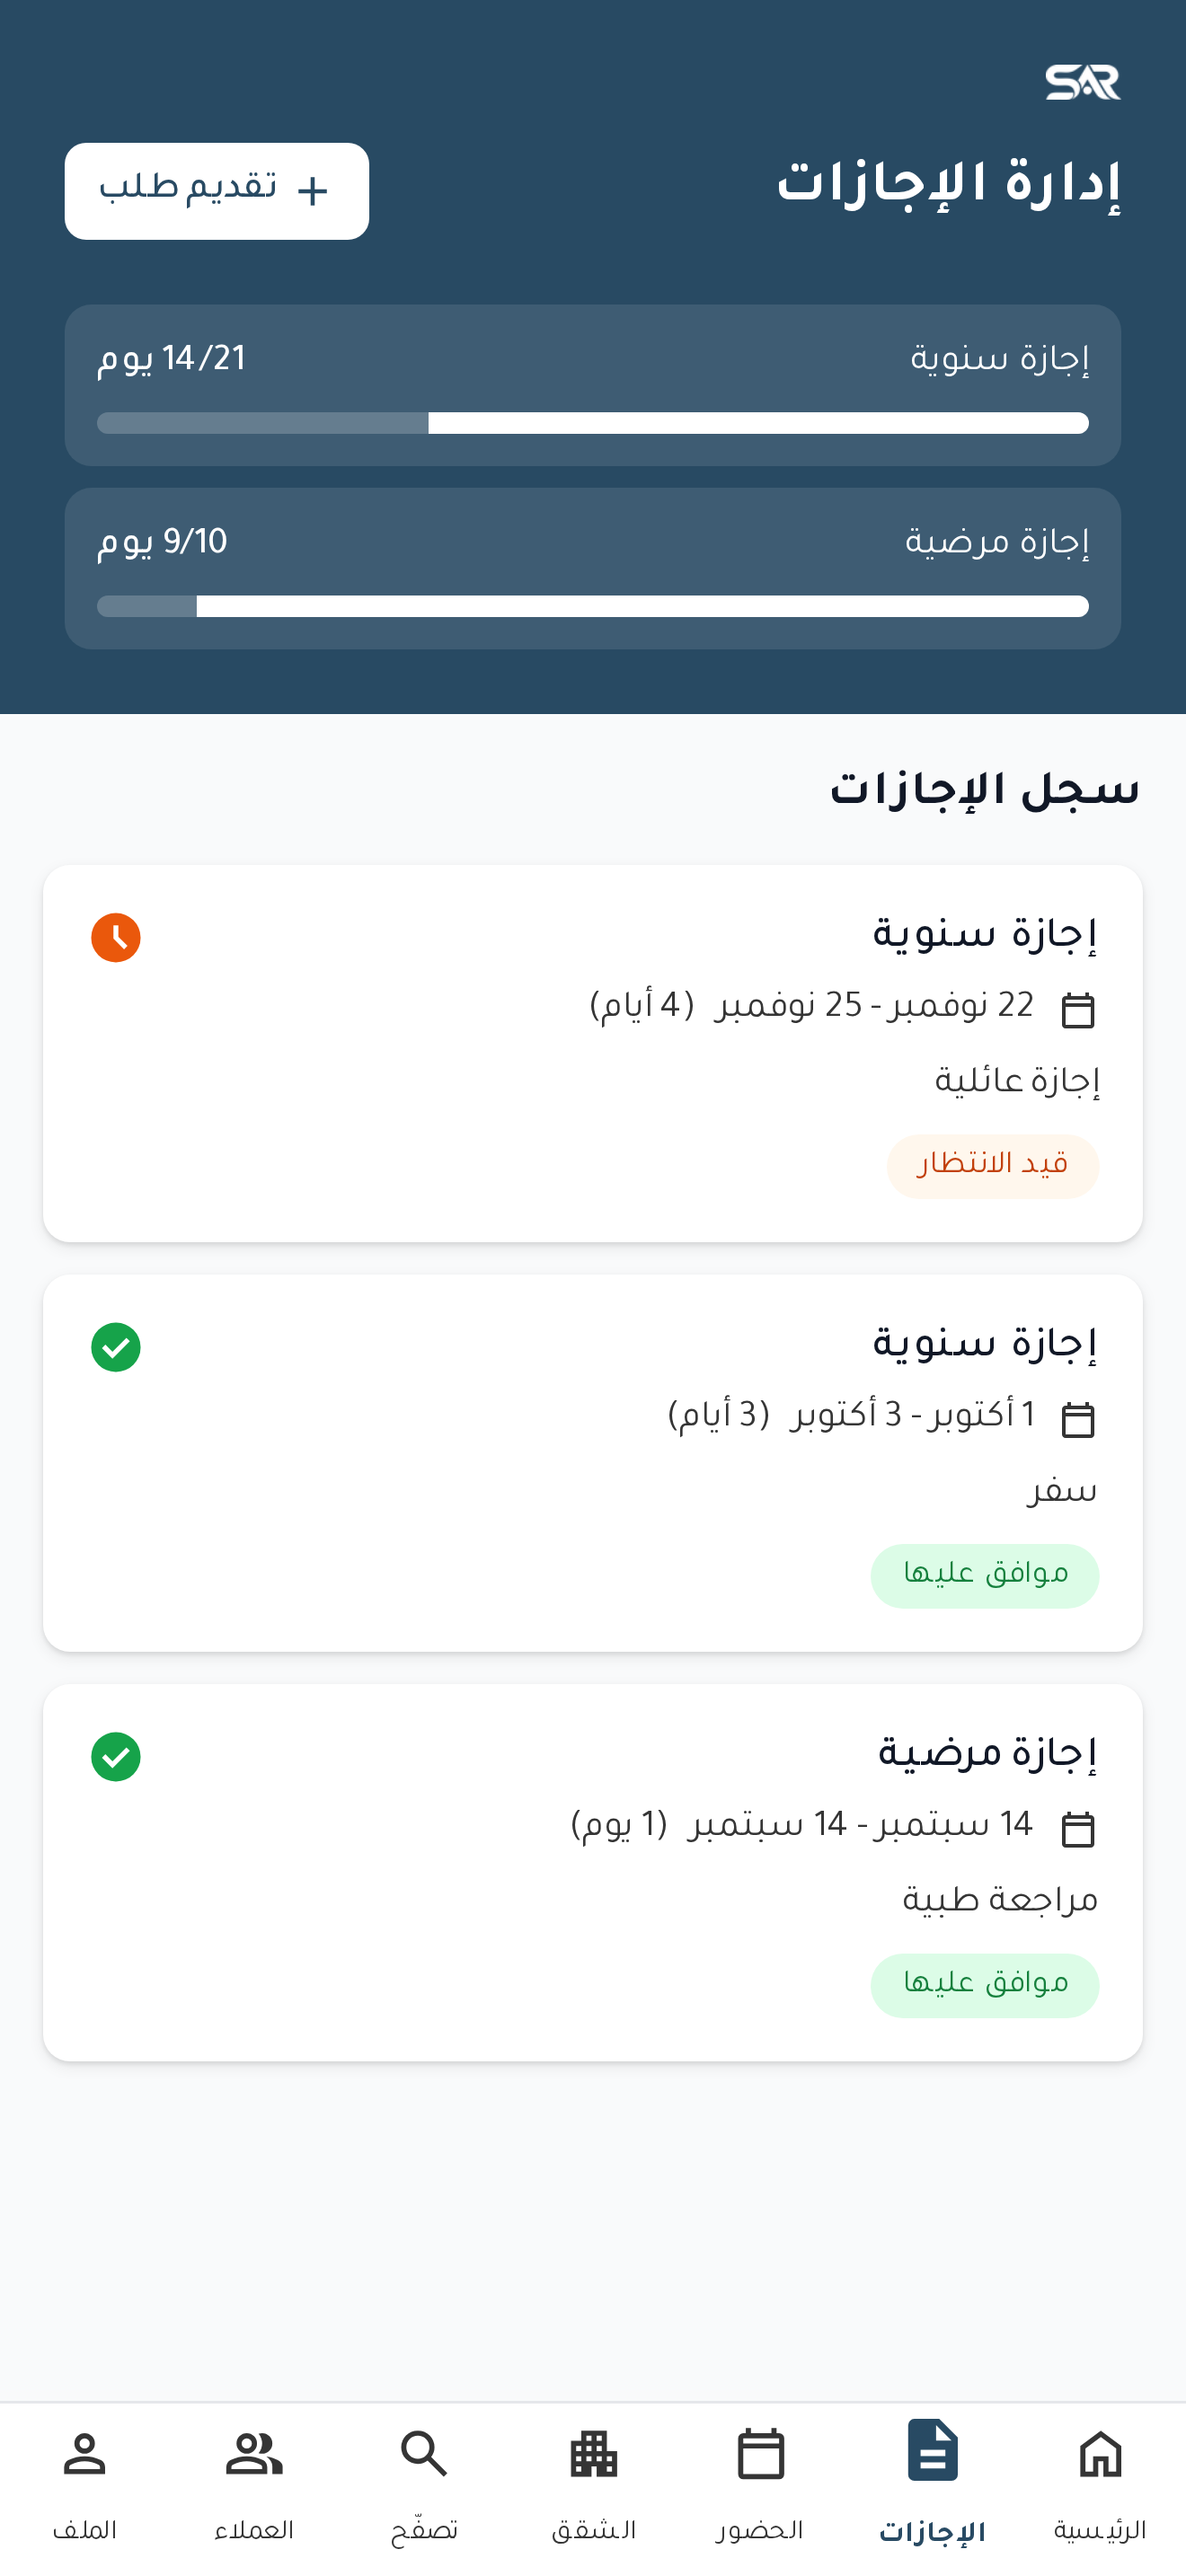 SAR
إدارة الإجازات
+ تقديم طلب
إجازة سنوية
14/21 يوم
إجازة مرضية
9/10 يوم
سجل الإجازات
إجازة سنوية
22 نوفمبر - 25 نوفمبر (4 أيام)
إجازة عائلية
قيد الانتظار
إجازة سنوية
1 أكتوبر - 3 أكتوبر (3 أيام)
سفر
موافق عليها
إجازة مرضية
14 سبتمبر - 14 سبتمبر (1 يوم)
مراجعة طبية
موافق عليها
الرئيسية
الإجازات
الحضور
الشقق
تصفّح
العملاء
الملف